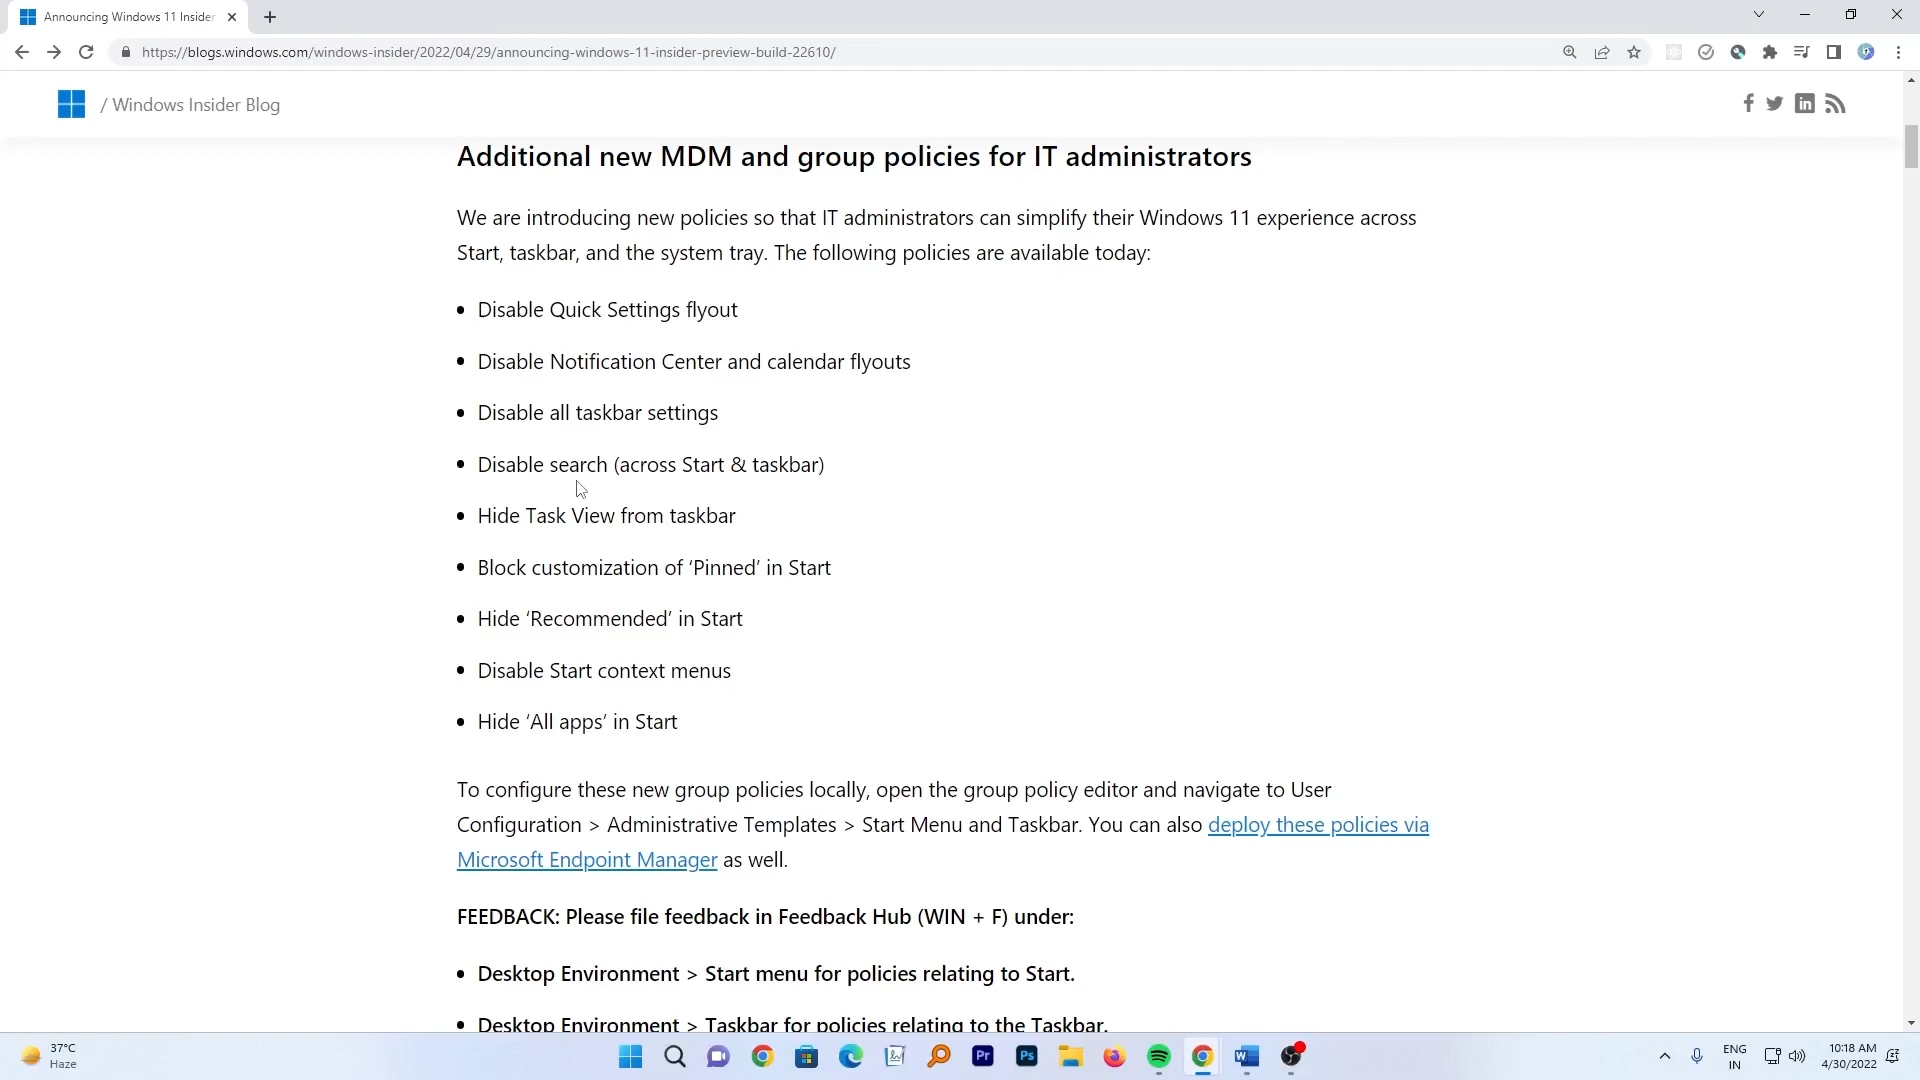 Announcing Windows 11 Insider
https://blogs.windows.com/windows-insider/2022/04/29/announcing-windows-11-insider-preview-build-22610/
/ Windows Insider Blog
Additional new MDM and group policies for IT administrators
We are introducing new policies so that IT administrators can simplify their Windows 11 experience across
Start, taskbar, and the system tray. The following policies are available today:
• Disable Quick Settings flyout
• Disable Notification Center and calendar flyouts
• Disable all taskbar settings
• Disable search (across Start & taskbar)
• Hide Task View from taskbar
• Block customization of ‘Pinned’ in Start
• Hide ‘Recommended’ in Start
• Disable Start context menus
• Hide ‘All apps’ in Start
To configure these new group policies locally, open the group policy editor and navigate to User
Configuration > Administrative Templates > Start Menu and Taskbar. You can also deploy these policies via
Microsoft Endpoint Manager as well.
FEEDBACK: Please file feedback in Feedback Hub (WIN + F) under:
• Desktop Environment > Start menu for policies relating to Start.
• Desktop Environment > Taskbar for policies relating to the Taskbar.
37°C
Haze
Pr
Ps
W
ENG
IN
10:18 AM
4/30/2022